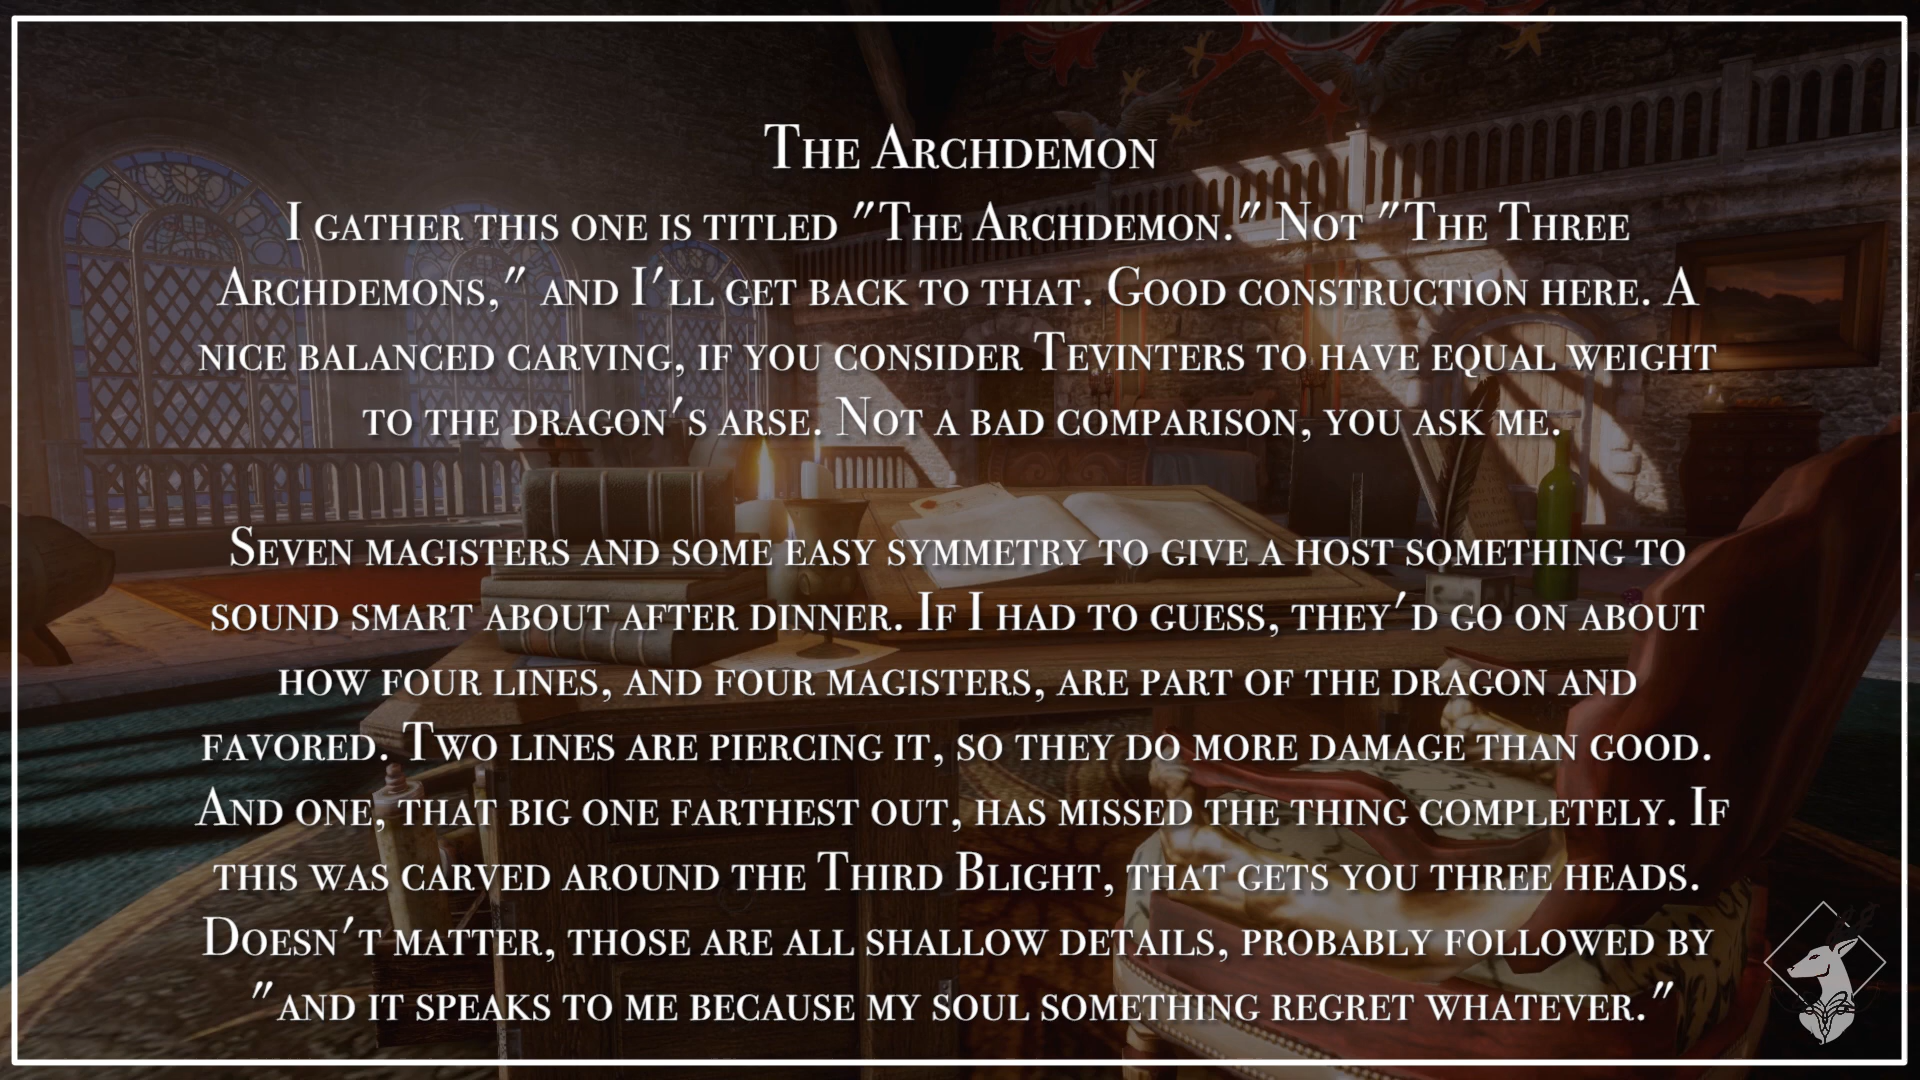 The Archdemon
I gather this one is titled "The Archdemon." Not "The Three
Archdemons," and I'll get back to that. Good construction here. A
nice balanced carving, if you consider Tevinters to have equal weight
to the dragon's arse. Not a bad comparison, you ask me.
Seven magisters and some easy symmetry to give a host something to
sound smart about after dinner. If I had to guess, they'd go on about
how four lines, and four magisters, are part of the dragon and
favored. Two lines are piercing it, so they do more damage than good.
And one, that big one farthest out, has missed the thing completely. If
this was carved around the Third Blight, that gets you three heads.
Doesn't matter, those are all shallow details, probably followed by
"and it speaks to me because my soul something regret whatever."